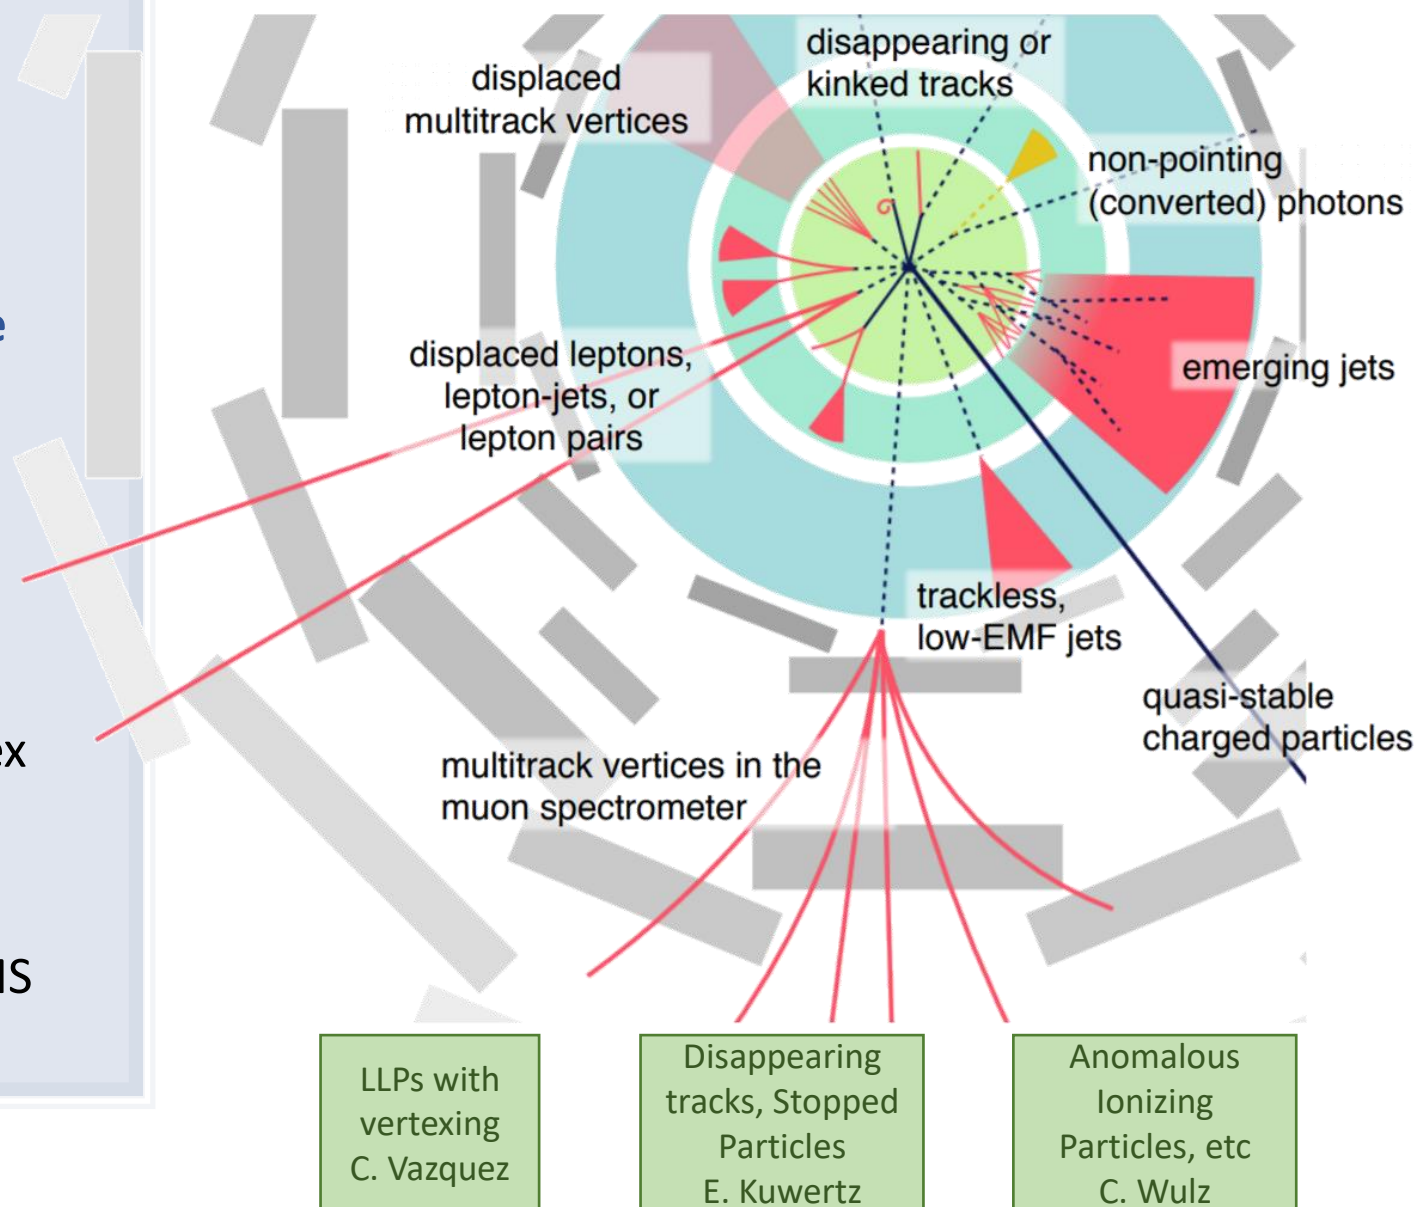 disappearing or
kinked tracks
displaced
multitrack vertices
non-pointing
(converted) photons
e
displaced leptons,
lepton-jets, or
lepton pairs
emerging jets
trackless,
low-EMF jets
quasi-stable
charged particles
ex
multitrack vertices in the
muon spectrometer
LLPs with
vertexing
C. Vazquez
Disappearing
tracks, Stopped
Particles
E. Kuwertz
Anomalous
Ionizing
Particles, etc
C. Wulz